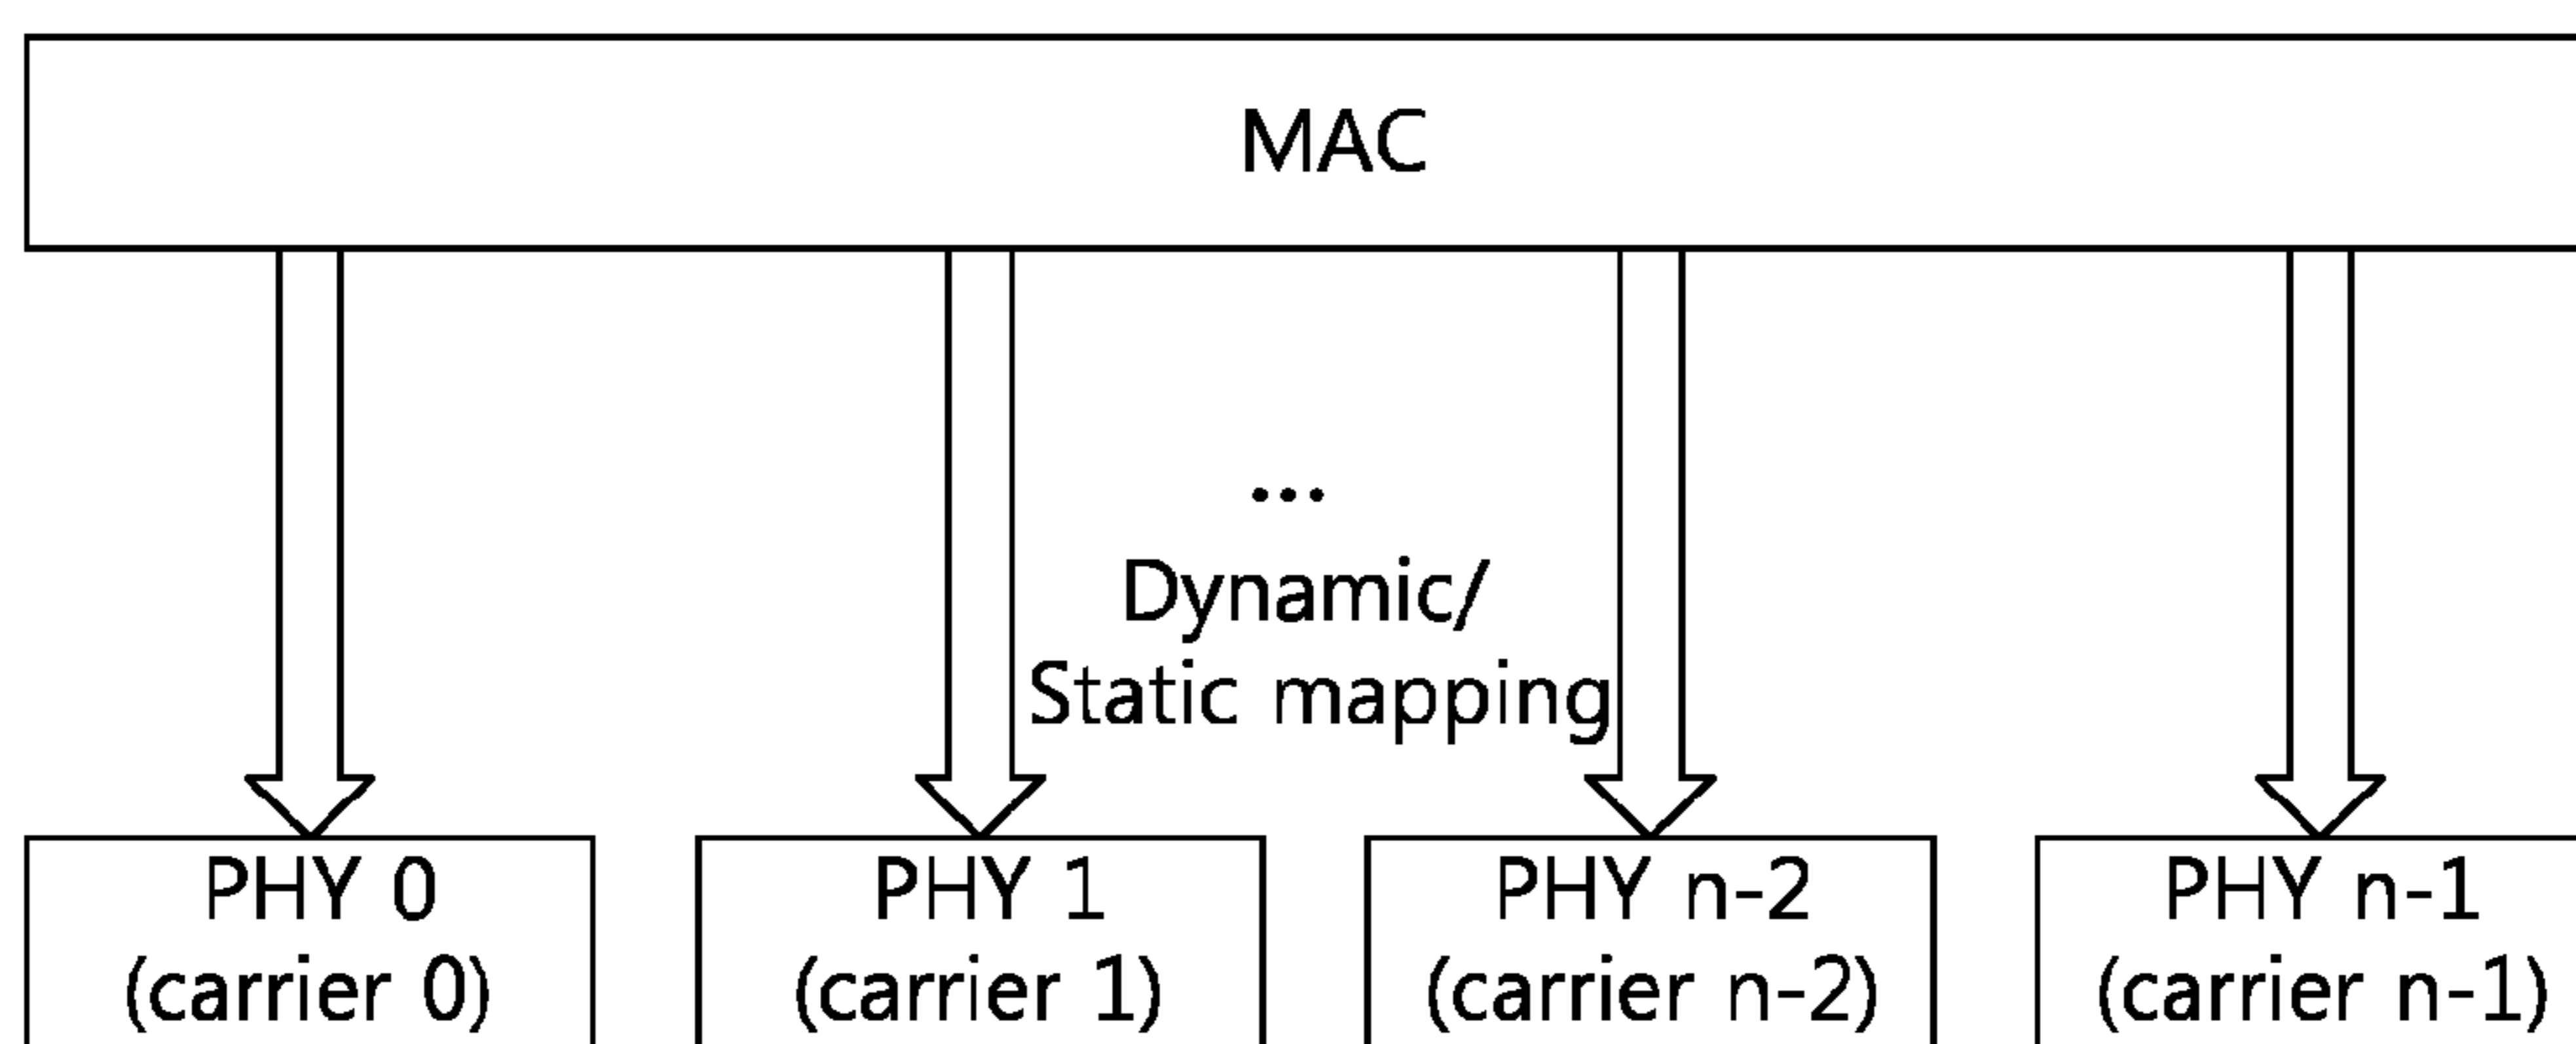 MAC
...
Dynamic/
Static mapping
PHY 0
(carrier 0)
PHY 1
(carrier 1)
PHY n-2
(carrier n-2)
PHY n-1
(carrier n-1)